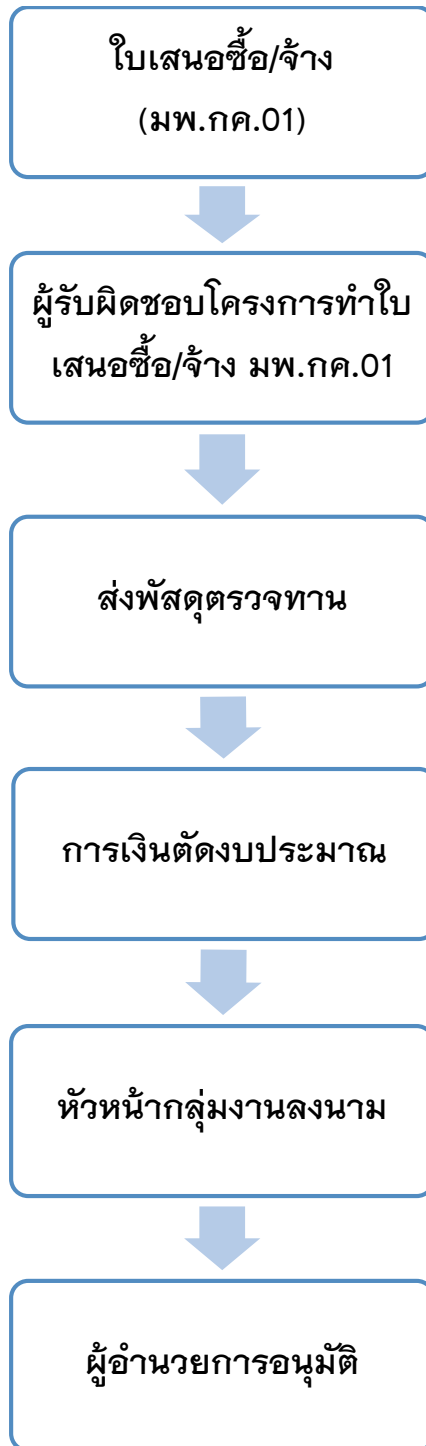 ใบเสนอซื้อ/จ้าง
(มพ.กค.01)
ผู้รับผิดชอบโครงการทำใบ
เสนอซื้อ/จ้าง มพ.กค.01
ส่งพัสดุตรวจทาน
การเงินตัดงบประมาณ
หัวหน้ากลุ่มงานลงนาม
ผู้อำนวยการอนุมัติ